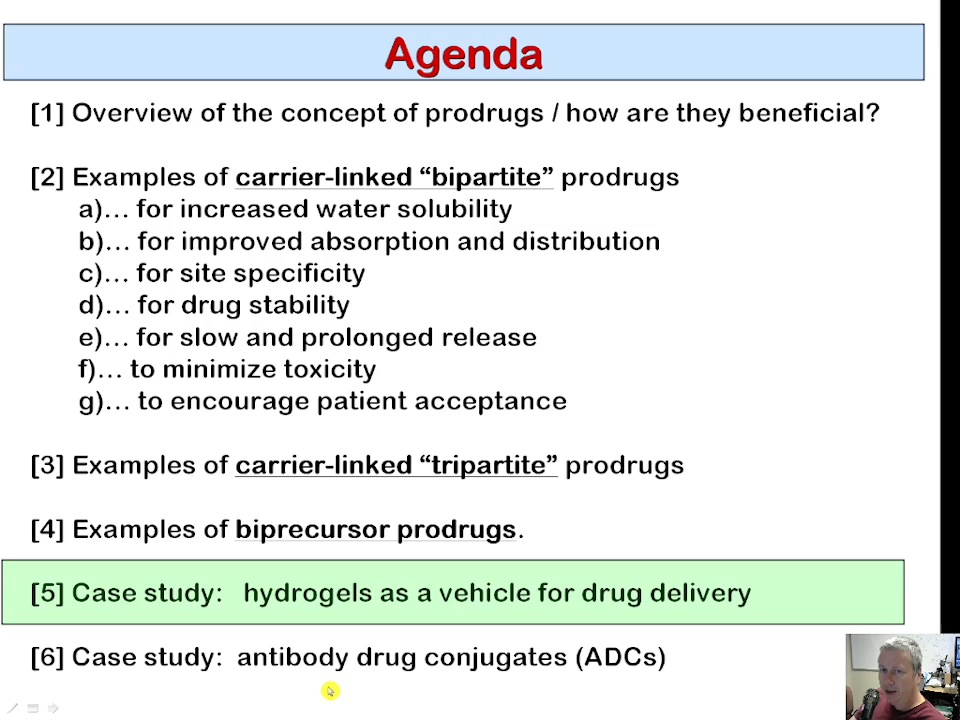 Agenda
[1] Overview of the concept of prodrugs / how are they beneficial?
[2] Examples of carrier-linked “bipartite” prodrugs
a)… for increased water solubility
b)… for improved absorption and distribution
c)… for site specificity
d)… for drug stability
e)… for slow and prolonged release
f)… to minimize toxicity
g)… to encourage patient acceptance
[3] Examples of carrier-linked “tripartite” prodrugs
[4] Examples of biprecursor prodrugs.
[5] Case study: hydrogels as a vehicle for drug delivery
[6] Case study: antibody drug conjugates (ADCs)